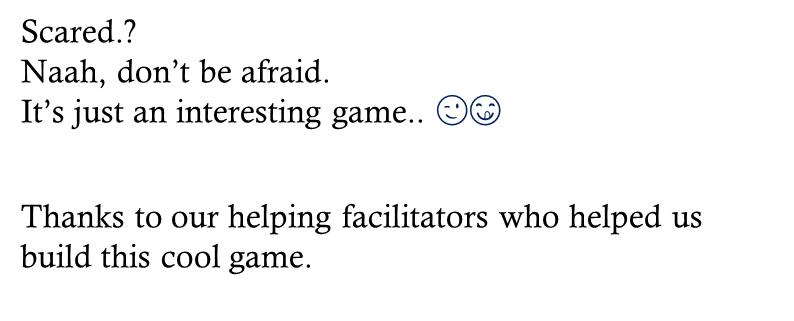 Scared.?
Naah, don’t be afraid.
It’s just an interesting game.. 😉😋
Thanks to our helping facilitators who helped us
build this cool game.